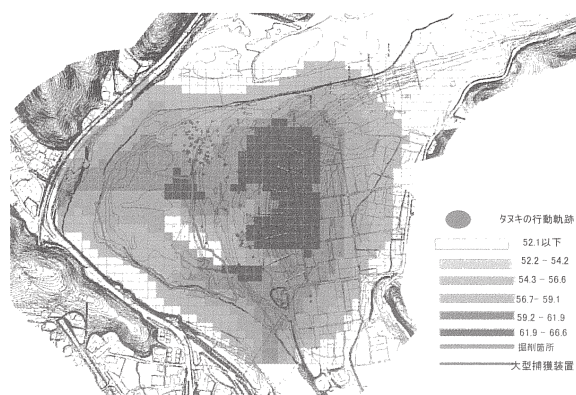 タヌキの行動軌跡
52.1以下
52.2 - 54.2
54.3 - 56.6
56.7- 59.1
59.2 - 61.9
61.9 - 66.6
掘削箇所
大型捕獲装置